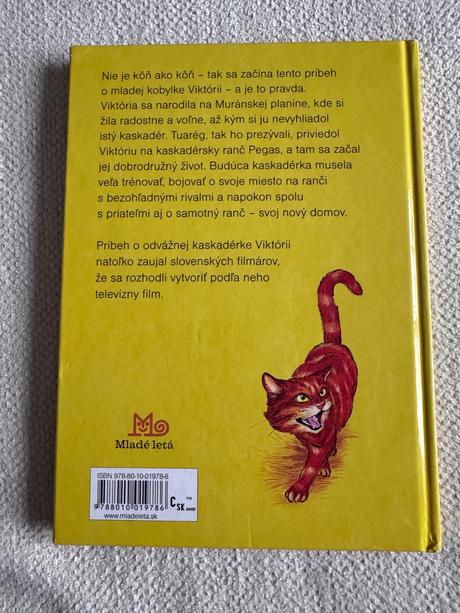 Nie je kôň ako kôň – tak sa začína tento príbeh
o mladej kobylke Viktórii – a je to pravda.
Viktória sa narodila na Muránskej planine, kde si
žila radostne a voľne, až kým si ju nevyhliadol
istý kaskadér. Tuarég, tak ho prezývali, priviedol
Viktóriu na kaskadérsky ranč Pegas, a tam sa začal
jej dobrodružný život. Budúca kaskadérka musela
veľa trénovať, bojovať o svoje miesto na ranči
s bezohľadnými rivalmi a napokon spolu
s priateľmi aj o samotný ranč – svoj nový domov.
Príbeh o odvážnej kaskadérke Viktórii
natoľko zaujal slovenských filmárov,
že sa rozhodli vytvoriť podľa neho
televízny film.
Mladé letá
ISBN 978-80-10-01978-6
9788010019786
www.mladeleta.sk
C SK